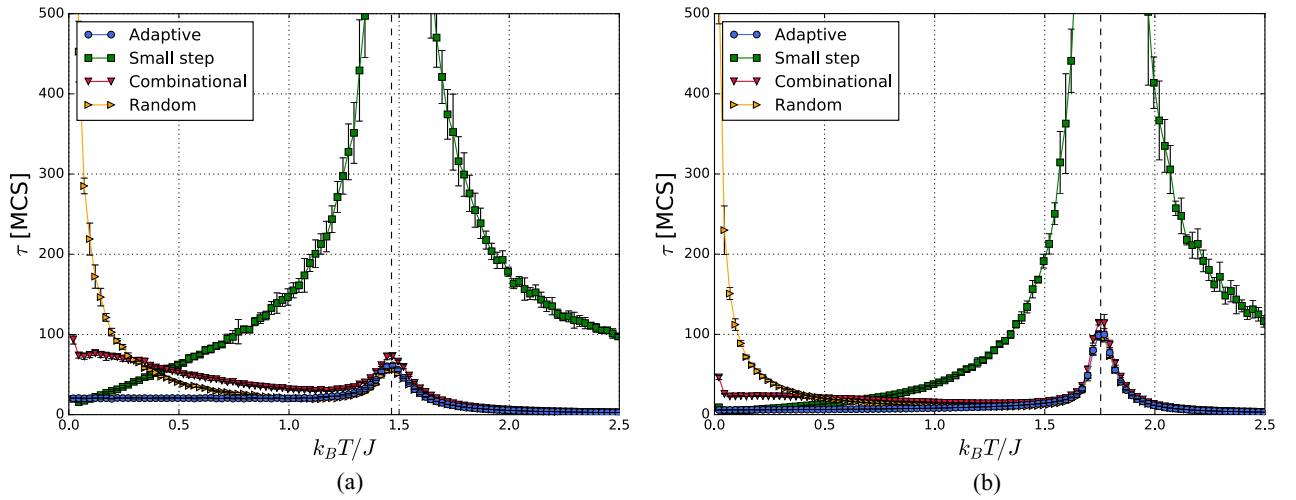 500
400
300
200
100
0
τ [MCS]
Adaptive
Small step
Combinational
Random
0.0 0.5 1.0 1.5 2.0 2.5
k_BT/J
(a)
500
400
300
200
100
0
τ [MCS]
Adaptive
Small step
Combinational
Random
0.0 0.5 1.0 1.5 2.0 2.5
k_BT/J
(b)